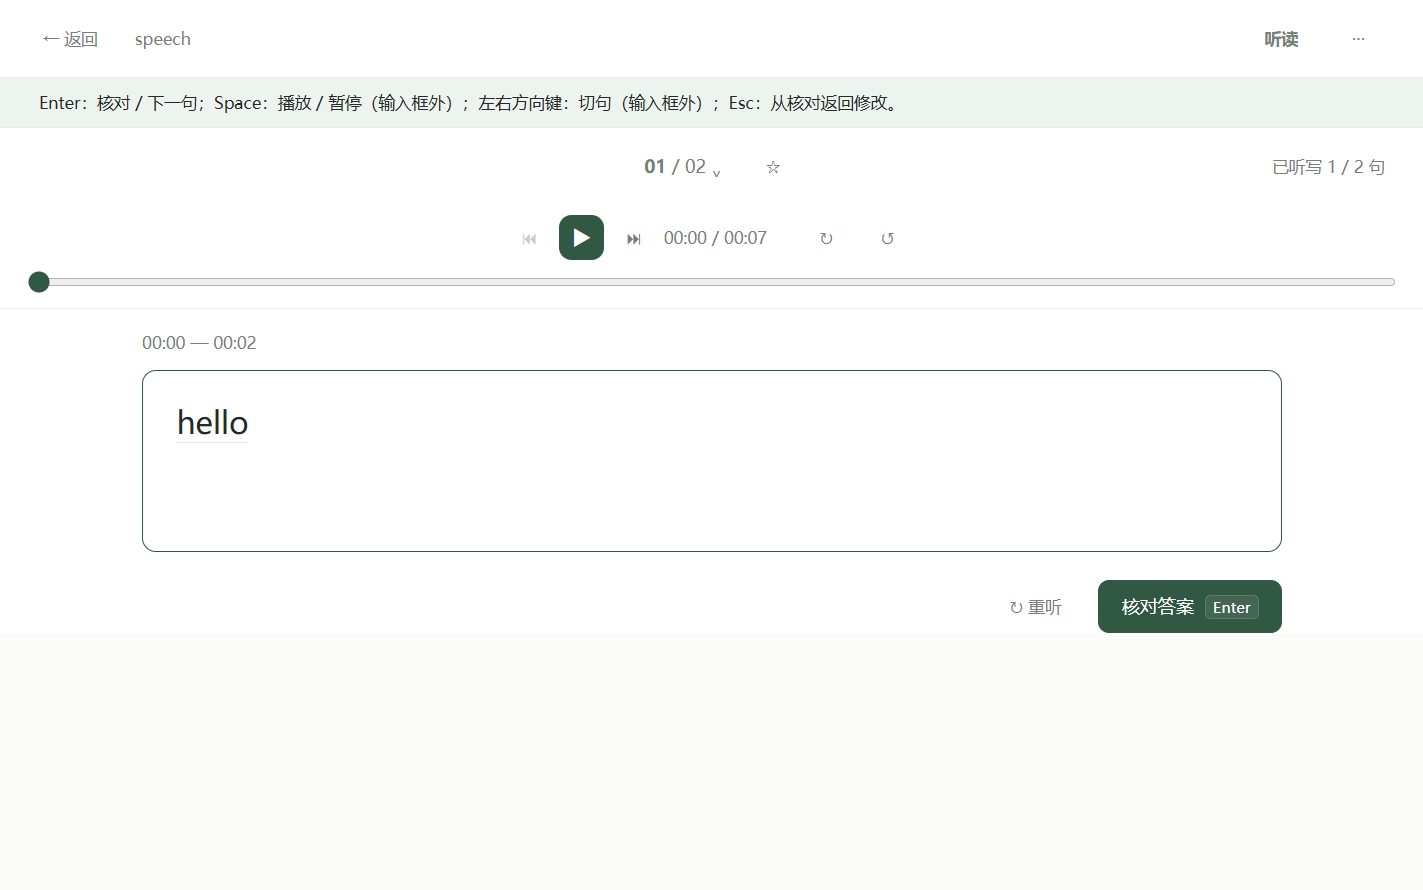 ← 返回 speech 听读 ···
Enter：核对 / 下一句；Space：播放 / 暂停（输入框外）；左右方向键：切句（输入框外）；Esc：从核对返回修改。
01 / 02 ˅ ☆ 已听写 1 / 2 句
⏮ ▶ ⏭ 00:00 / 00:07 ↻ ↺
00:00 — 00:02
hello
↻ 重听 核对答案 Enter